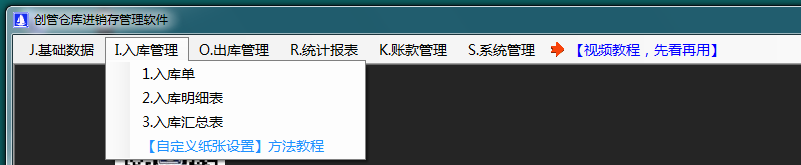 创管仓库进销存管理软件
J.基础数据 I.入库管理 O.出库管理 R.统计报表 K.账款管理 S.系统管理 【视频教程，先看再用】
1.入库单
2.入库明细表
3.入库汇总表
【自定义纸张设置】方法教程